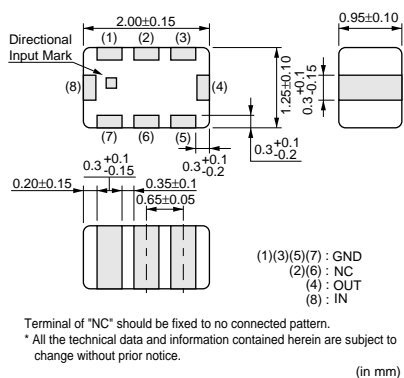 2.00±0.15
0.95±0.10
Directional
Input Mark
(1) (2) (3)
(8)
(4)
(7) (6) (5)
1.25±0.10
0.3 +0.1 -0.15
0.3 +0.1 -0.2
0.3 +0.1 -0.15
0.3 +0.1 -0.2
0.20±0.15
0.35±0.1
0.65±0.05
(1)(3)(5)(7) : GND
(2)(6) : NC
(4) : OUT
(8) : IN
Terminal of "NC" should be fixed to no connected pattern.
* All the technical data and information contained herein are subject to
change without prior notice.
(in mm)